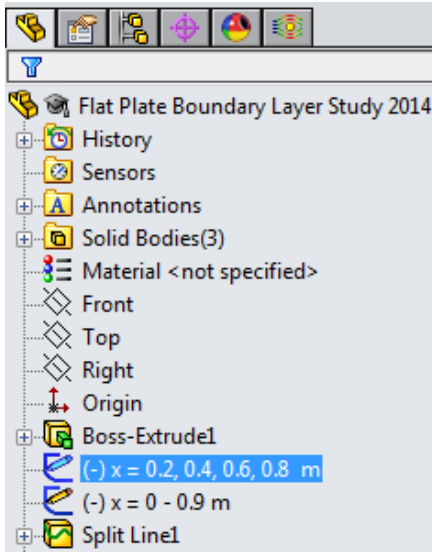 Flat Plate Boundary Layer Study 2014
History
Sensors
A Annotations
Solid Bodies(3)
Material <not specified>
Front
Top
Right
Origin
Boss-Extrude1
(-) x = 0.2, 0.4, 0.6, 0.8 m
(-) x = 0 - 0.9 m
Split Line1